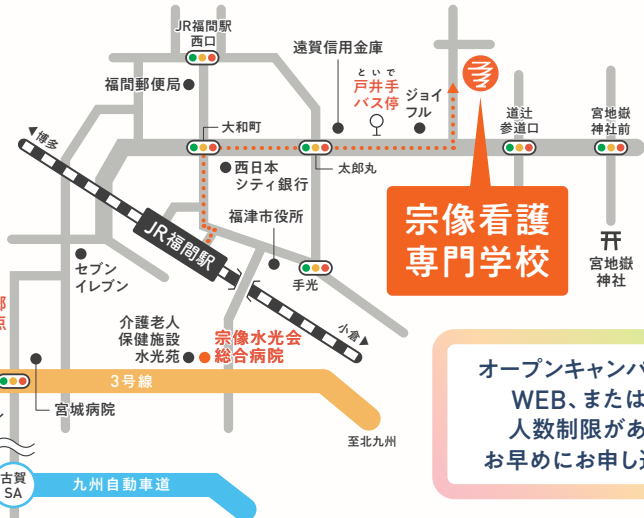 JR福間駅
西口
遠賀信用金庫
福間郵便局
といで
戸井手
バス停
ジョイ
フル
道辻
参道口
宮地嶽
神社前
◀博多
大和町
西日本
シティ銀行
太郎丸
宗像看護
専門学校
JR福間駅
福津市役所
宮地嶽
神社
セブン
イレブン
手光
小倉▶
介護老人
保健施設
水光苑
宗像水光会
総合病院
3号線
宮城病院
至北九州
古賀
SA
九州自動車道
オープンキャンパ
WEB、または
人数制限があ
お早めにお申し込